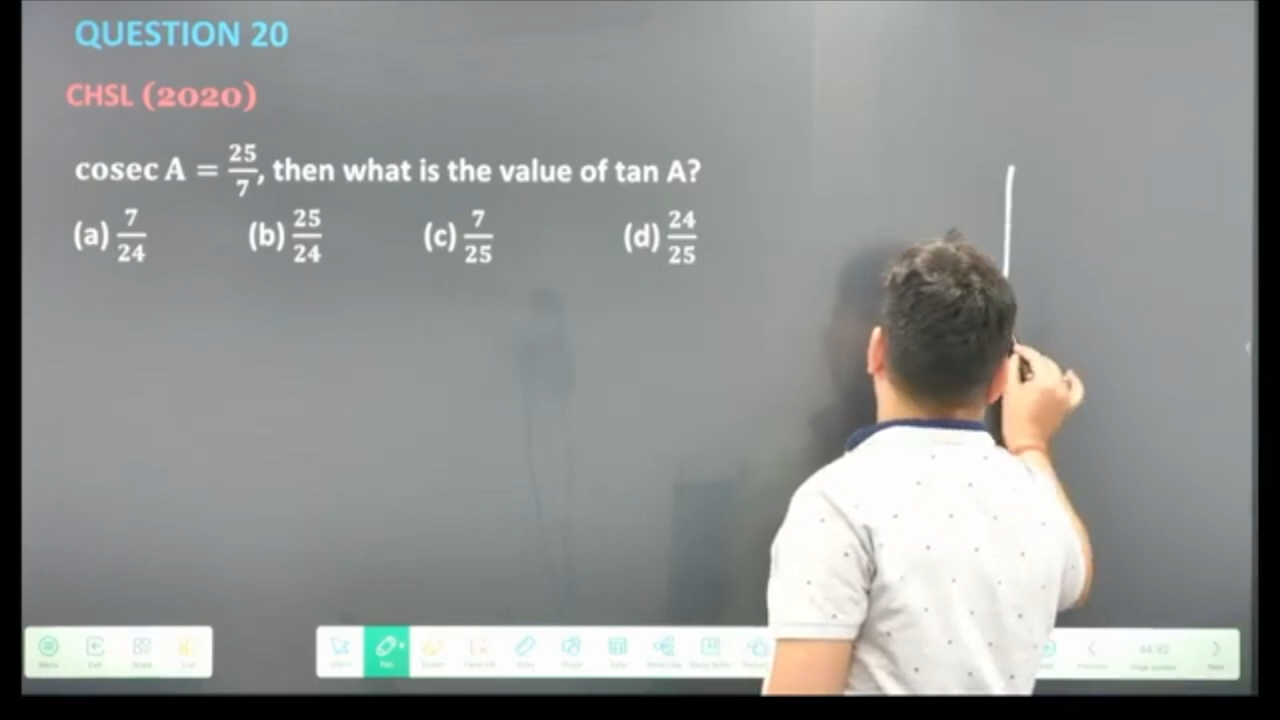 QUESTION 20
CHSL (2020)
cosec A = 25/7, then what is the value of tan A?
(a) 7/24 (b) 25/24 (c) 7/25 (d) 24/25